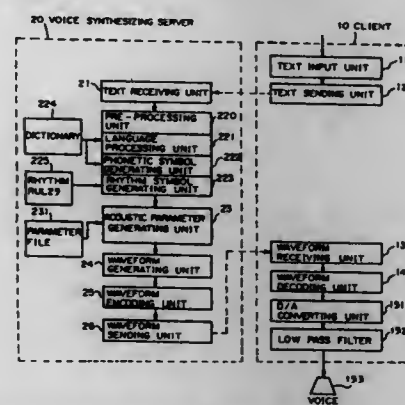 20 VOICE SYNTHESIZING SERVER
10 CLIENT
TEXT INPUT UNIT
11
TEXT SENDING UNIT
12
21
TEXT RECEIVING UNIT
224
DICTIONARY
PRE-PROCESSING UNIT
220
LANGUAGE PROCESSING UNIT
221
PHONETIC SYMBOL GENERATING UNIT
222
RHYTHM SYMBOL GENERATING UNIT
223
225
RHYTHM RULES
231
PARAMETER FILE
ACOUSTIC PARAMETER GENERATING UNIT
23
24
WAVEFORM GENERATING UNIT
25
WAVEFORM ENCODING UNIT
26
WAVEFORM SENDING UNIT
WAVEFORM RECEIVING UNIT
13
WAVEFORM DECODING UNIT
14
D/A CONVERTING UNIT
191
LOW PASS FILTER
192
193
VOICE